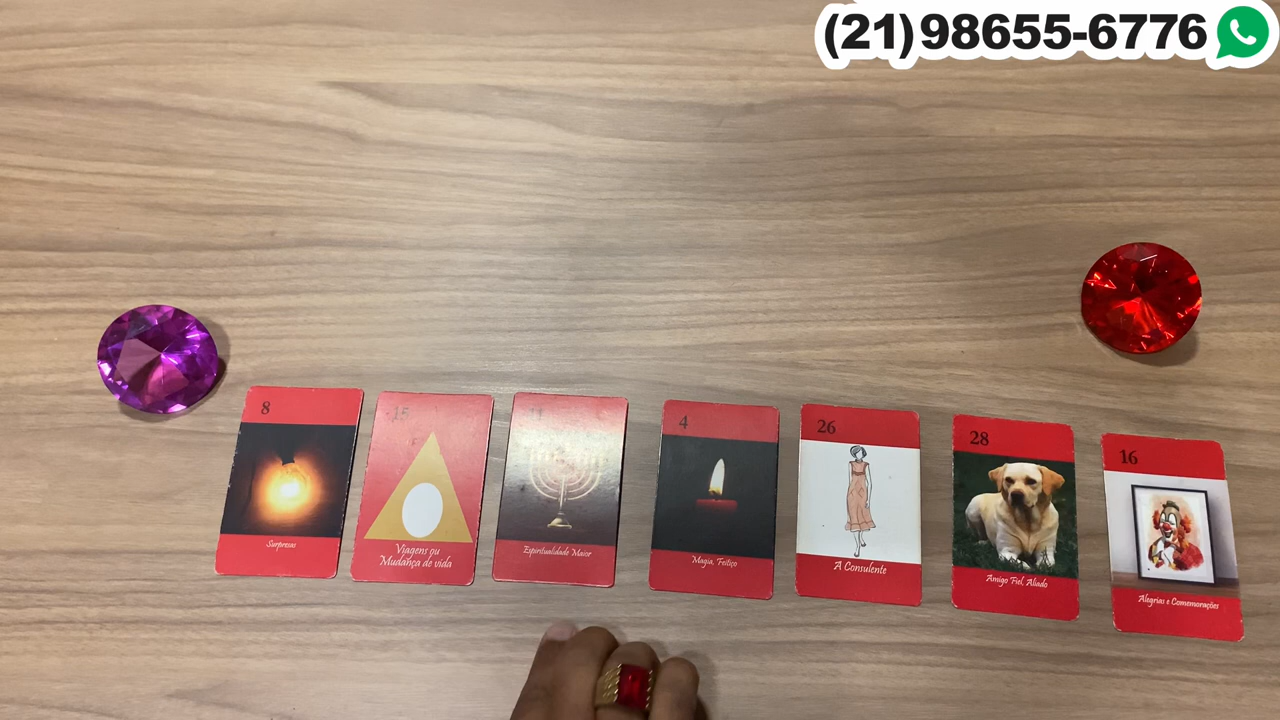 (21)98655-6776
8
Surpresas
15
Viagens ou
Mudança de vida
11
Espiritualidade Maior
4
Magia, Feitiço
26
A Consulente
28
Amigo Fiel, Aliado
16
Alegrias e Comemorações